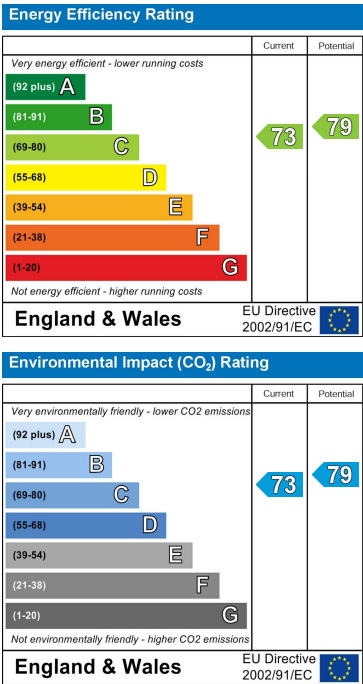 Energy Efficiency Rating
Current Potential
Very energy efficient - lower running costs
(92 plus) A
(81-91) B
(69-80) C
73 79
(55-68) D
(39-54) E
(21-38) F
(1-20) G
Not energy efficient - higher running costs
England & Wales
EU Directive
2002/91/EC
Environmental Impact (CO₂) Rating
Current Potential
Very environmentally friendly - lower CO2 emissions
(92 plus) A
(81-91) B
(69-80) C
73 79
(55-68) D
(39-54) E
(21-38) F
(1-20) G
Not environmentally friendly - higher CO2 emissions
England & Wales
EU Directive
2002/91/EC